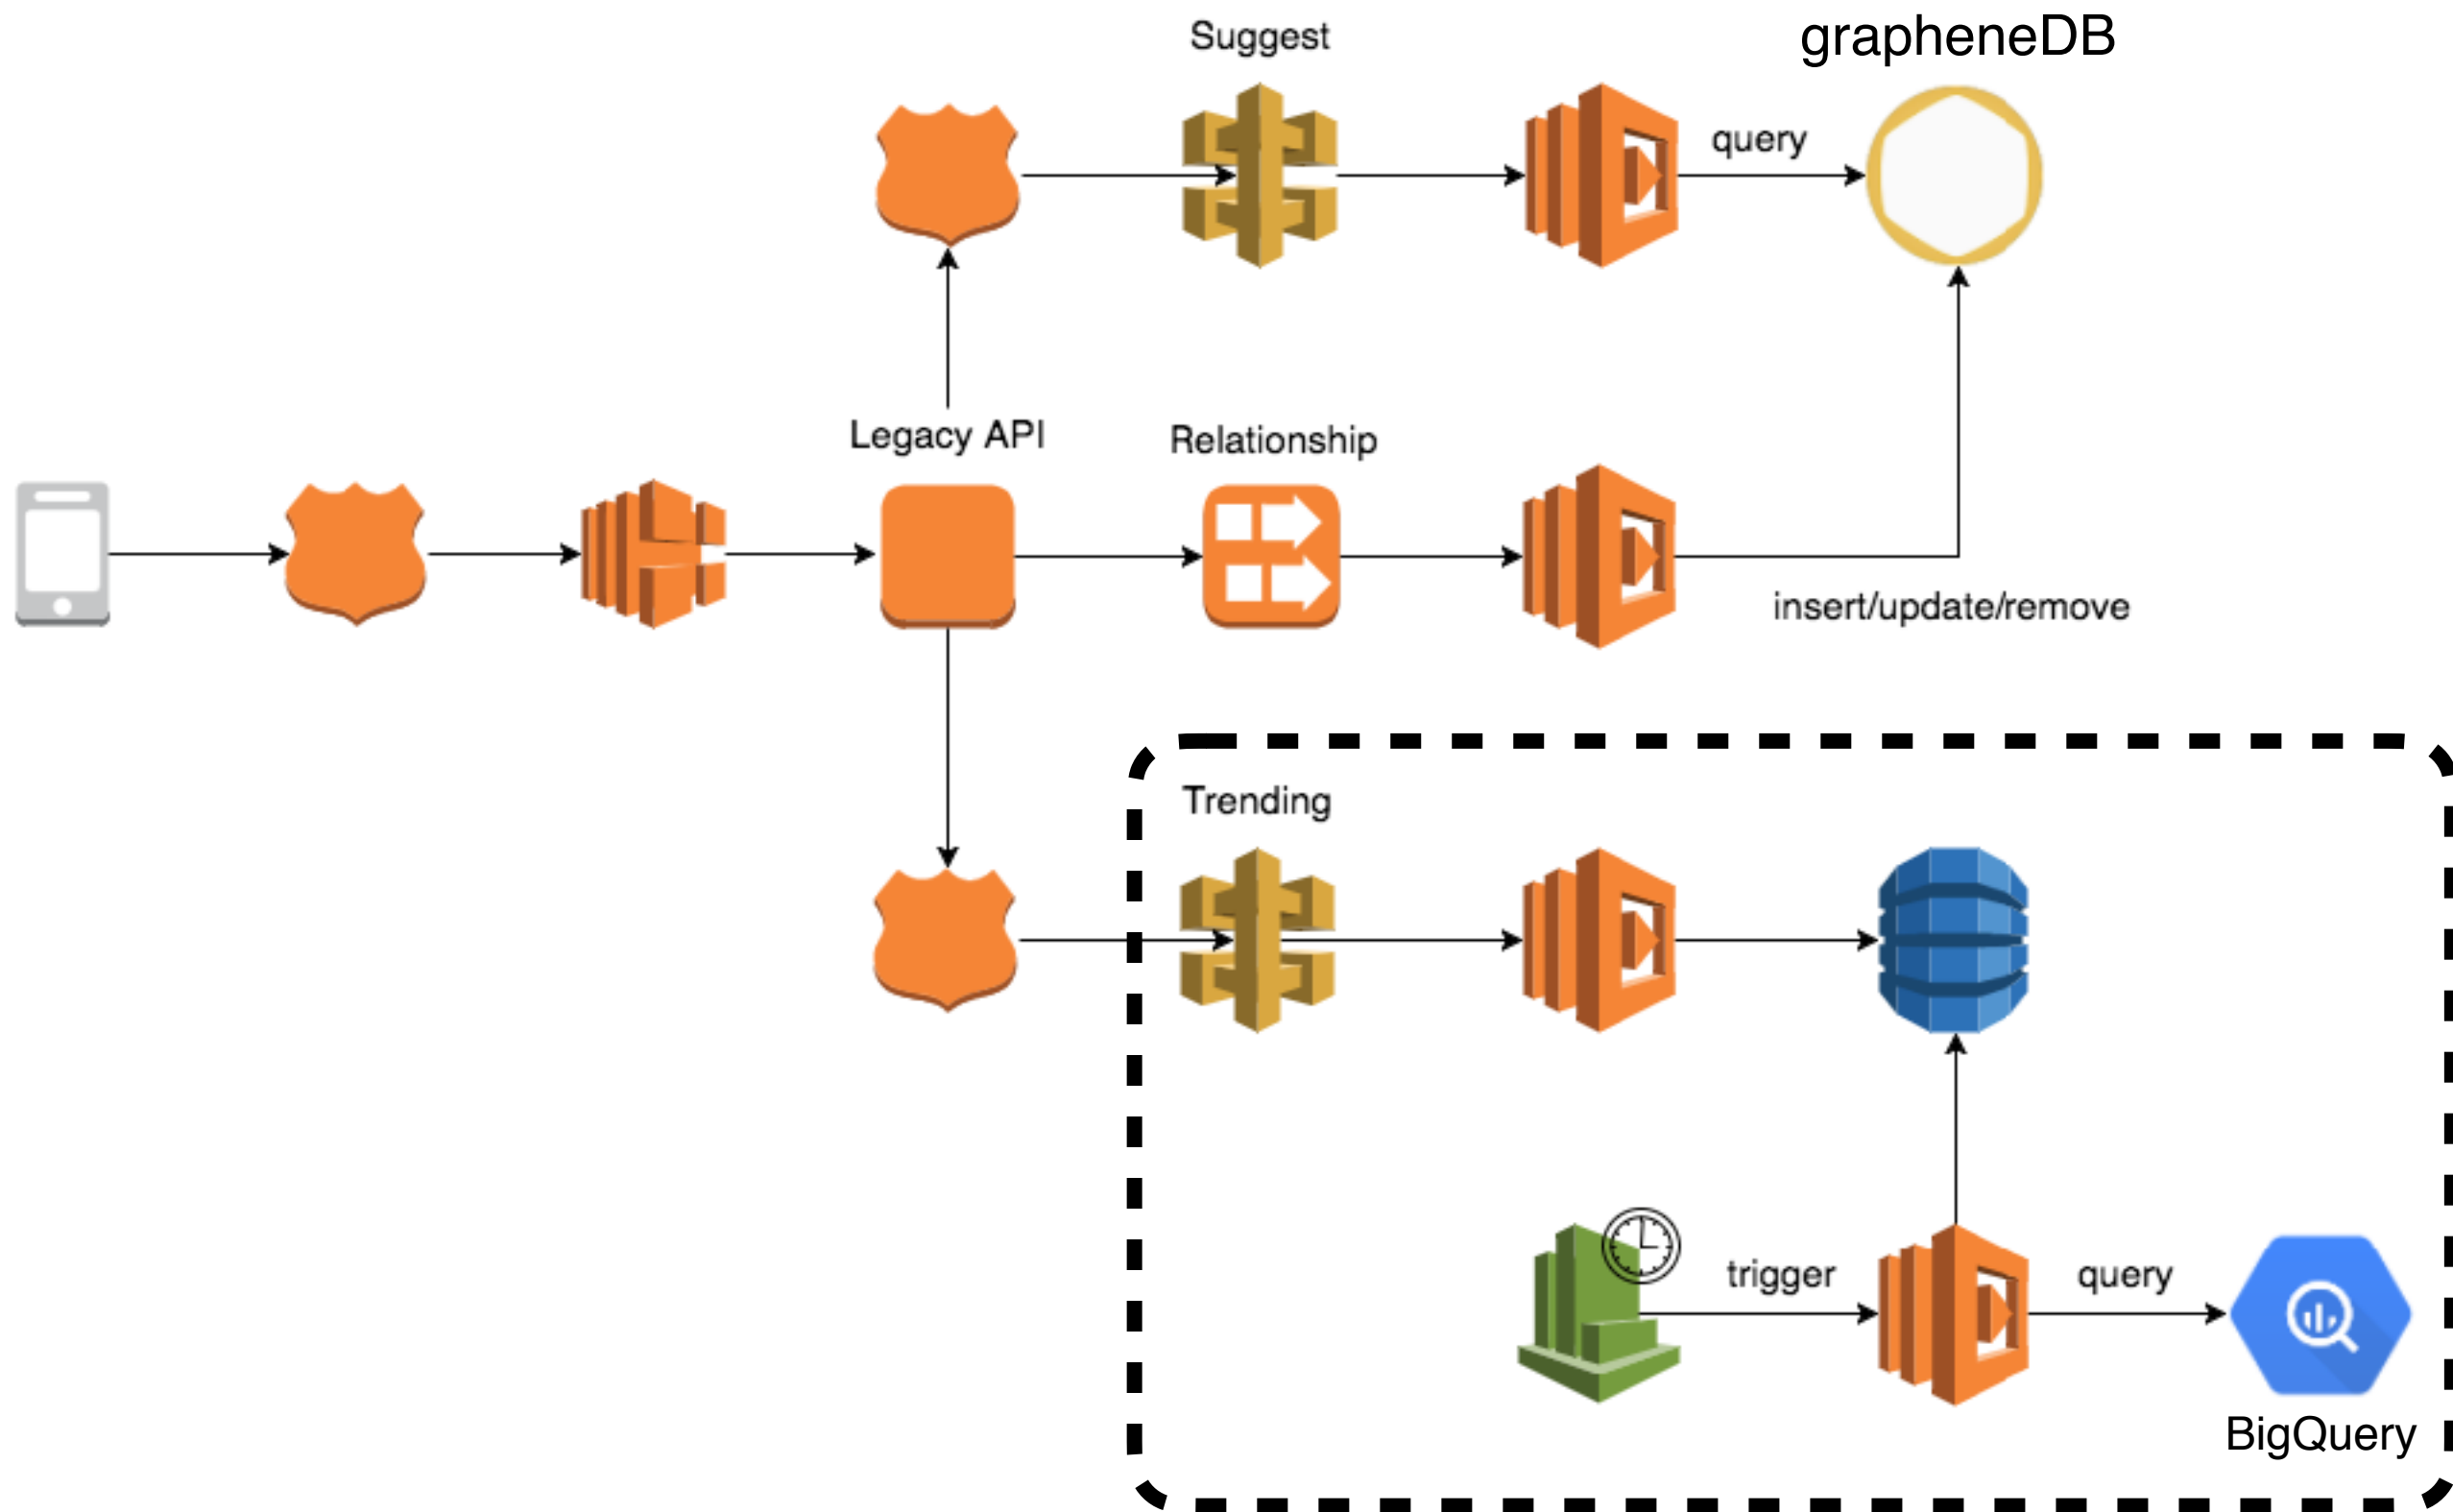 Suggest
grapheneDB
query
Legacy API
Relationship
insert/update/remove
Trending
trigger
query
BigQuery